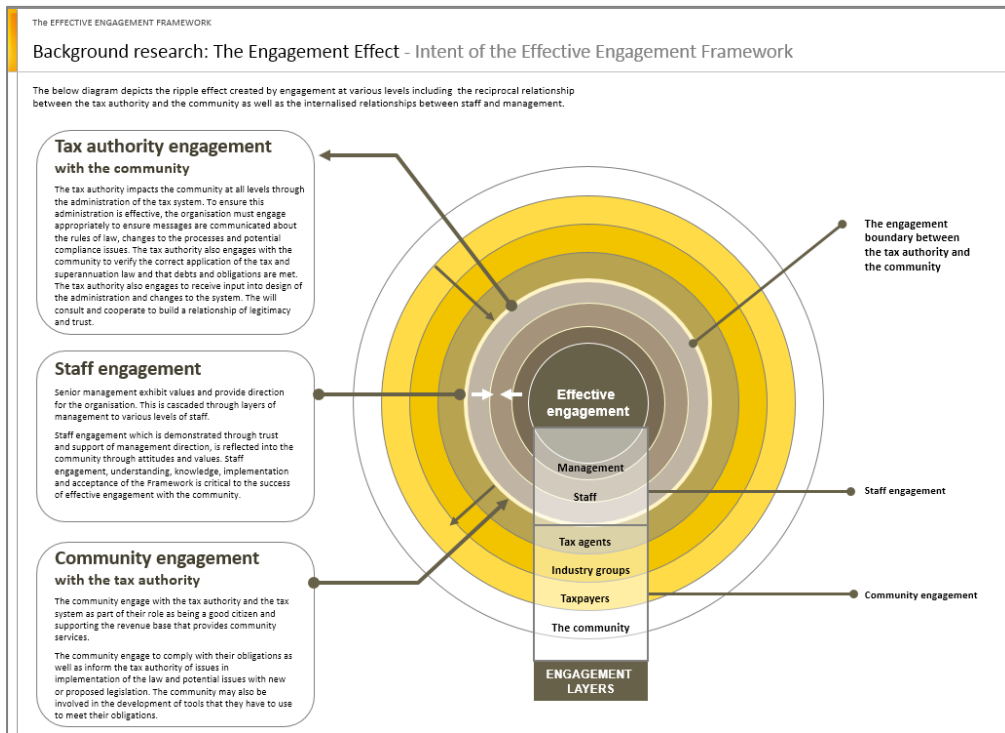 The EFFECTIVE ENGAGEMENT FRAMEWORK
Background research: The Engagement Effect - Intent of the Effective Engagement Framework
The below diagram depicts the ripple effect created by engagement at various levels including the reciprocal relationship
between the tax authority and the community as well as the internalised relationships between staff and management.
Tax authority engagement
with the community
The tax authority impacts the community at all levels through
the administration of the tax system. To ensure this
administration is effective, the organisation must engage
appropriately to ensure messages are communicated about
the rules of law, changes to the processes and potential
compliance issues. The tax authority also engages with the
community to verify the correct application of the tax and
superannuation law and that debts and obligations are met.
The tax authority also engages to receive input into design of
the administration and changes to the system. The will
consult and cooperate to build a relationship of legitimacy
and trust.
Staff engagement
Senior management exhibit values and provide direction
for the organisation. This is cascaded through layers of
management to various levels of staff.
Staff engagement which is demonstrated through trust
and support of management direction, is reflected into the
community through attitudes and values. Staff
engagement, understanding, knowledge, implementation
and acceptance of the Framework is critical to the success
of effective engagement with the community.
Community engagement
with the tax authority
The community engage with the tax authority and the tax
system as part of their role as being a good citizen and
supporting the revenue base that provides community
services.
The community engage to comply with their obligations as
well as inform the tax authority of issues in
implementation of the law and potential issues with new
or proposed legislation. The community may also be
involved in the development of tools that they have to use
to meet their obligations.
Effective
engagement
Management
Staff
Tax agents
Industry groups
Taxpayers
The community
ENGAGEMENT
LAYERS
The engagement
boundary between
the tax authority and
the community
Staff engagement
Community engagement